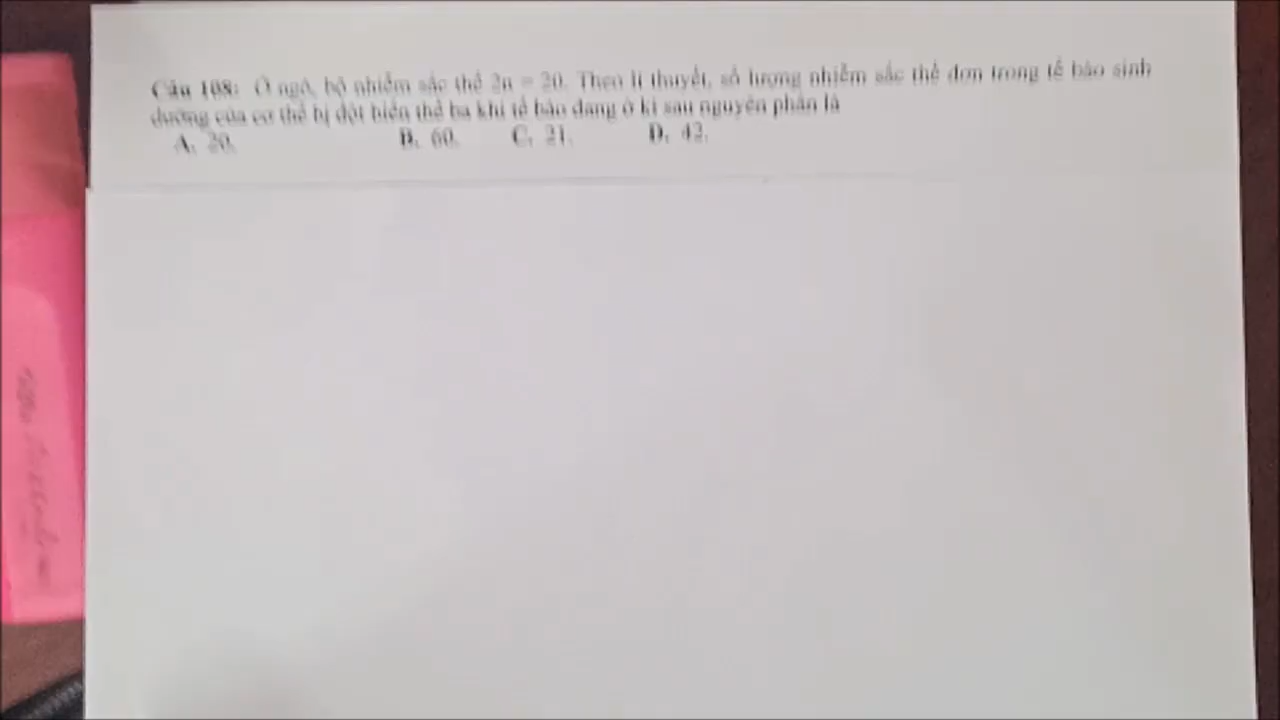 Câu 108: Ở ngô, bộ nhiễm sắc thể 2n = 20. Theo lí thuyết, số lượng nhiễm sắc thể đơn trong tế bào sinh
dưỡng của cơ thể bị đột biến thể ba khi tế bào đang ở kì sau nguyên phân là
A. 20. B. 60. C. 21. D. 42.